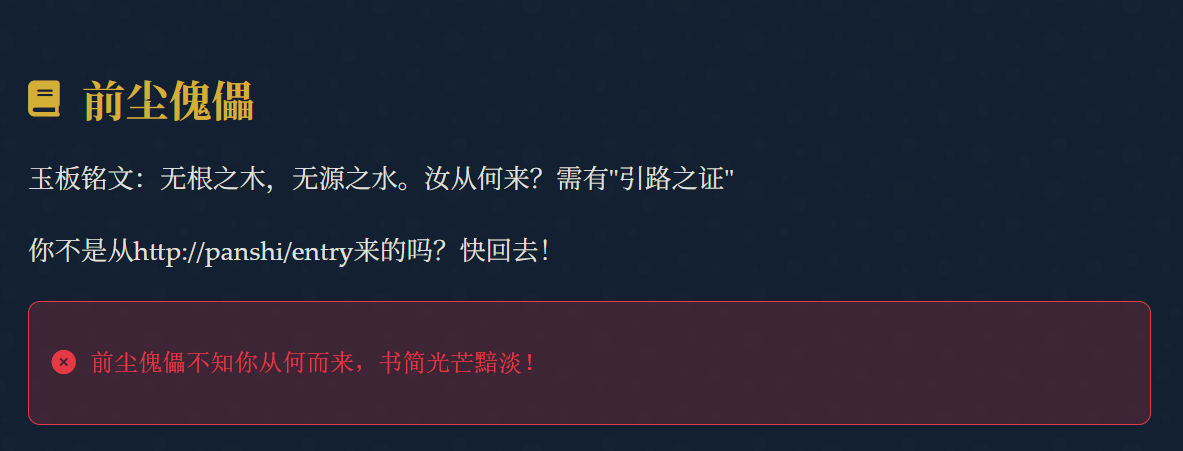 前尘傀儡
玉板铭文：无根之木，无源之水。汝从何来？需有"引路之证"
你不是从http://panshi/entry来的吗？快回去！
前尘傀儡不知你从何而来，书简光芒黯淡！